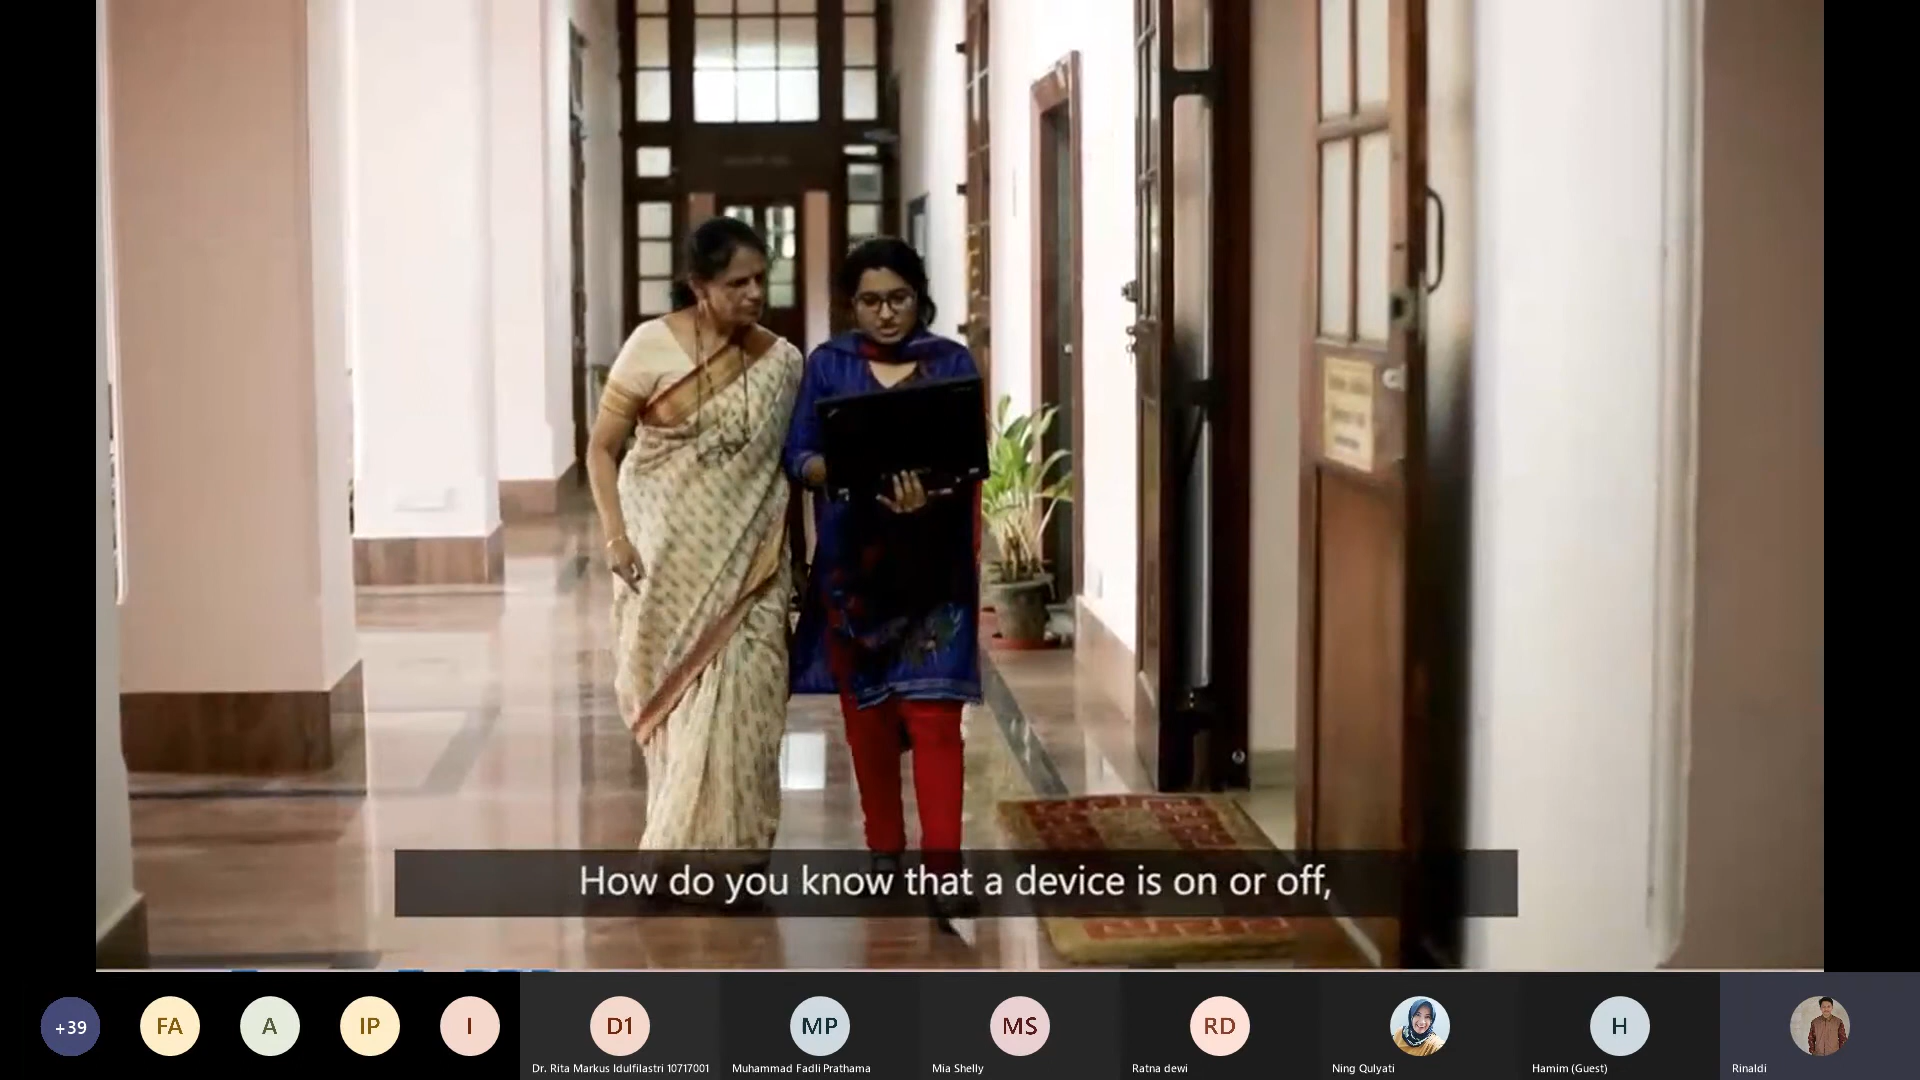 How do you know that a device is on or off,
+39
FA
A
IP
I
D1
MP
MS
RD
H
Dr. Rita Markus Idulfilastri 10717001
Muhammad Fadli Prathama
Mia Shelly
Ratna dewi
Ning Qulyati
Hamim (Guest)
Rinaldi